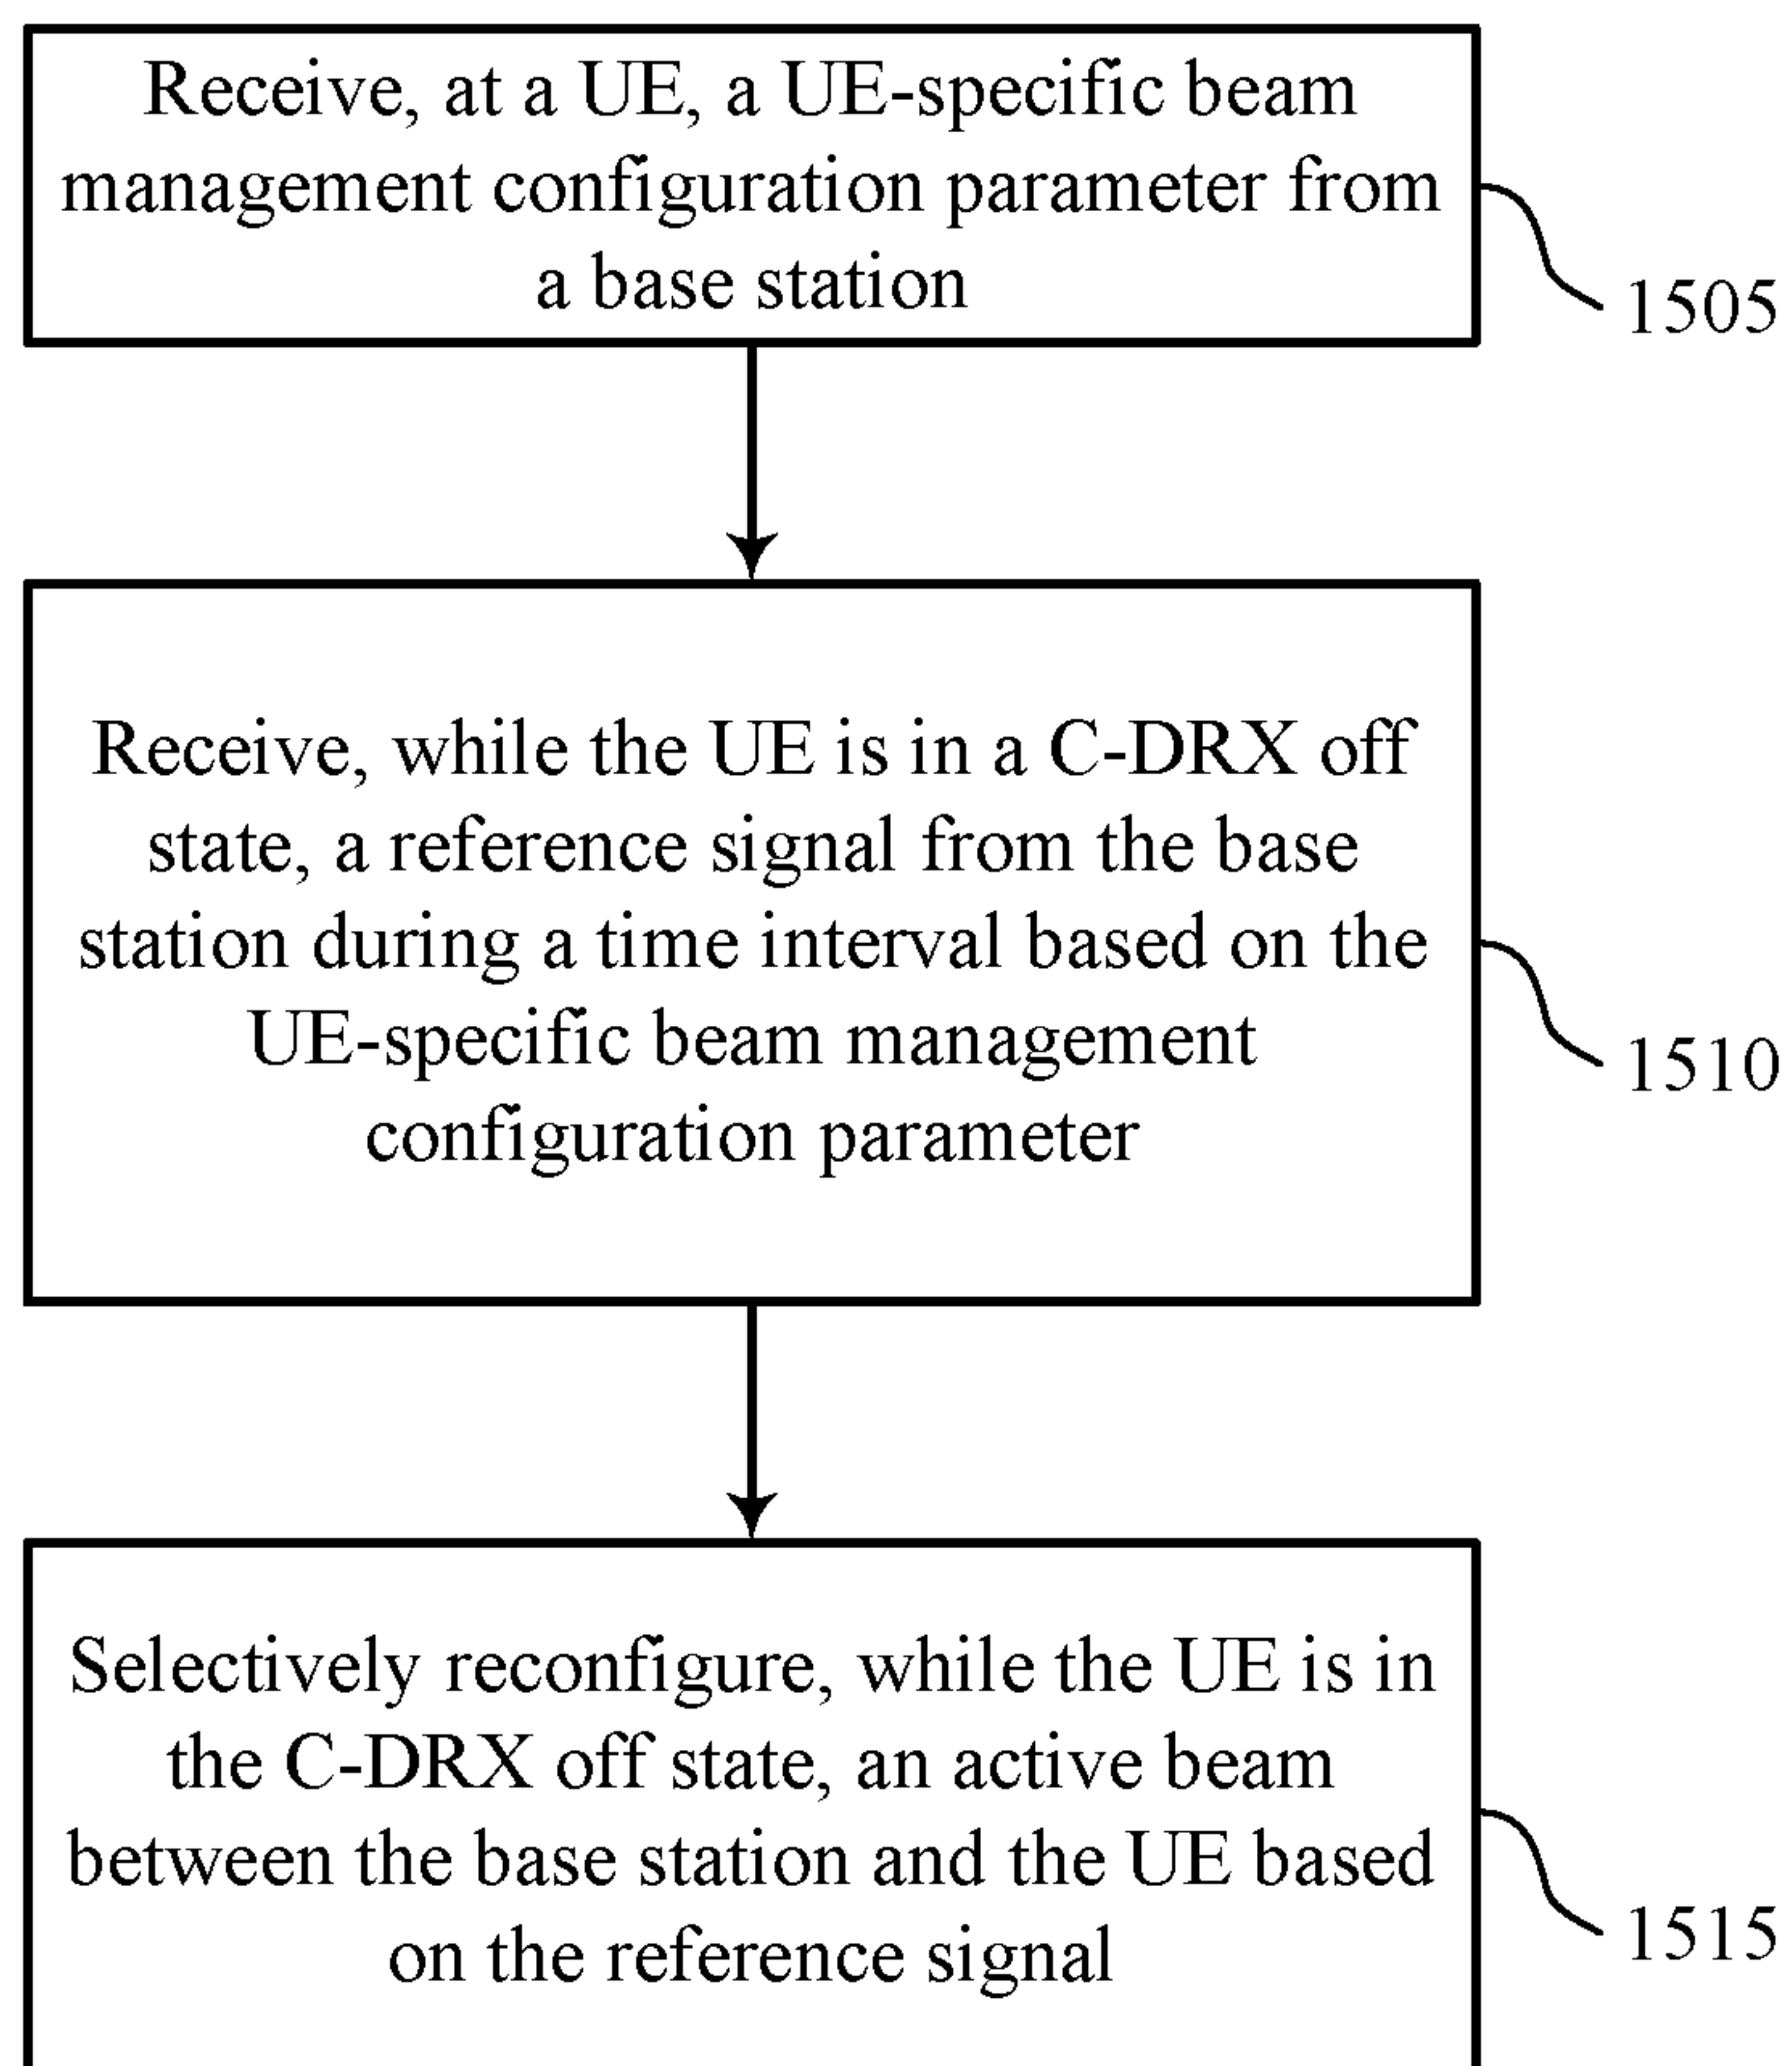 Receive, at a UE, a UE-specific beam
management configuration parameter from
a base station
1505
Receive, while the UE is in a C-DRX off
state, a reference signal from the base
station during a time interval based on the
UE-specific beam management
configuration parameter
1510
Selectively reconfigure, while the UE is in
the C-DRX off state, an active beam
between the base station and the UE based
on the reference signal
1515